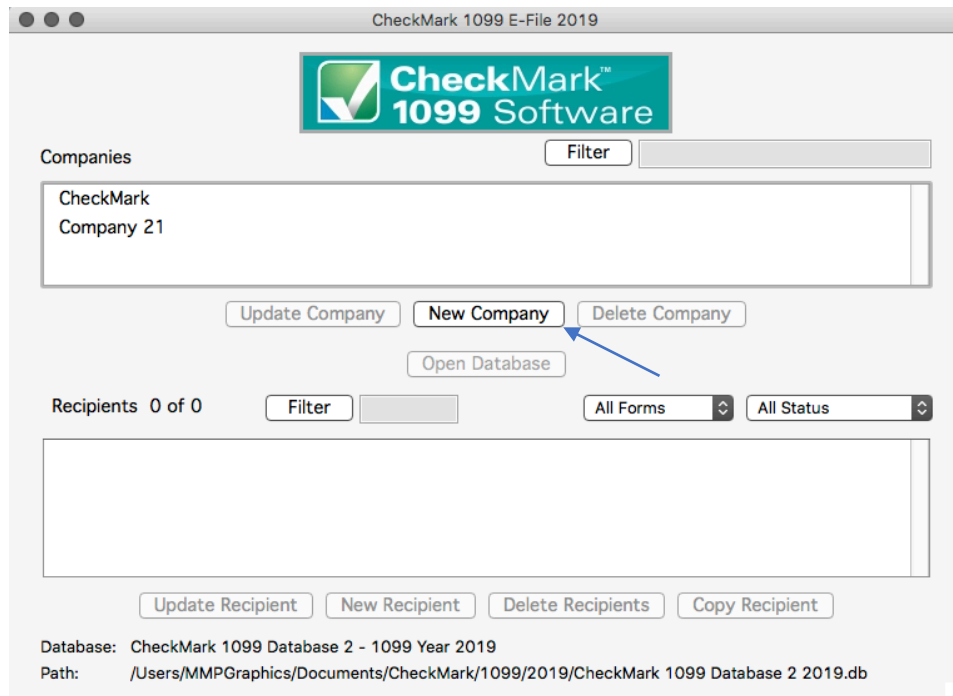 CheckMark 1099 E-File 2019
CheckMark™
1099 Software
Companies
Filter
CheckMark
Company 21
Update Company New Company Delete Company
Open Database
Recipients 0 of 0 Filter All Forms All Status
Update Recipient New Recipient Delete Recipients Copy Recipient
Database: CheckMark 1099 Database 2 - 1099 Year 2019
Path: /Users/MMPGraphics/Documents/CheckMark/1099/2019/CheckMark 1099 Database 2 2019.db